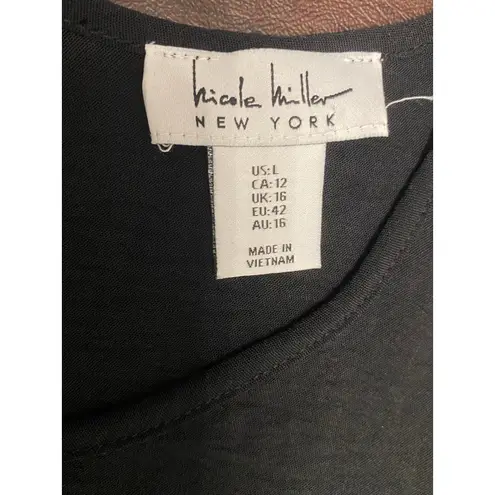 Nicole Miller
NEW YORK
US:L
CA:12
UK:16
EU:42
AU:16
MADE IN
VIETNAM